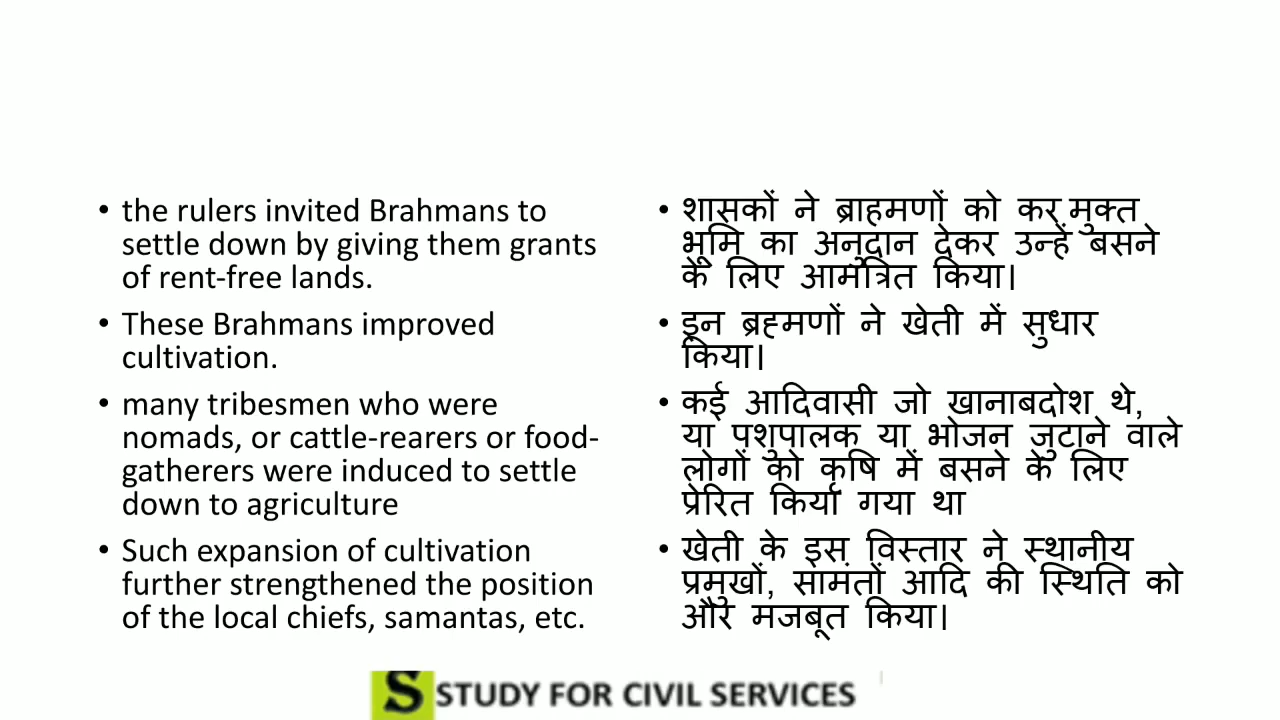 • the rulers invited Brahmans to
settle down by giving them grants
of rent-free lands.
• These Brahmans improved
cultivation.
• many tribesmen who were
nomads, or cattle-rearers or food-
gatherers were induced to settle
down to agriculture
• Such expansion of cultivation
further strengthened the position
of the local chiefs, samantas, etc.
• शासकों ने ब्राहमणों को कर मुक्त
भूमि का अनुदान देकर उन्हें बसने
के लिए आमंत्रित किया।
• इन ब्रह्मणों ने खेती में सुधार
किया।
• कई आदिवासी जो खानाबदोश थे,
या पशुपालक या भोजन जुटाने वाले
लोगों को कृषि में बसने के लिए
प्रेरित किया गया था
• खेती के इस विस्तार ने स्थानीय
प्रमुखों, सामंतों आदि की स्थिति को
और मजबूत किया।
S STUDY FOR CIVIL SERVICES